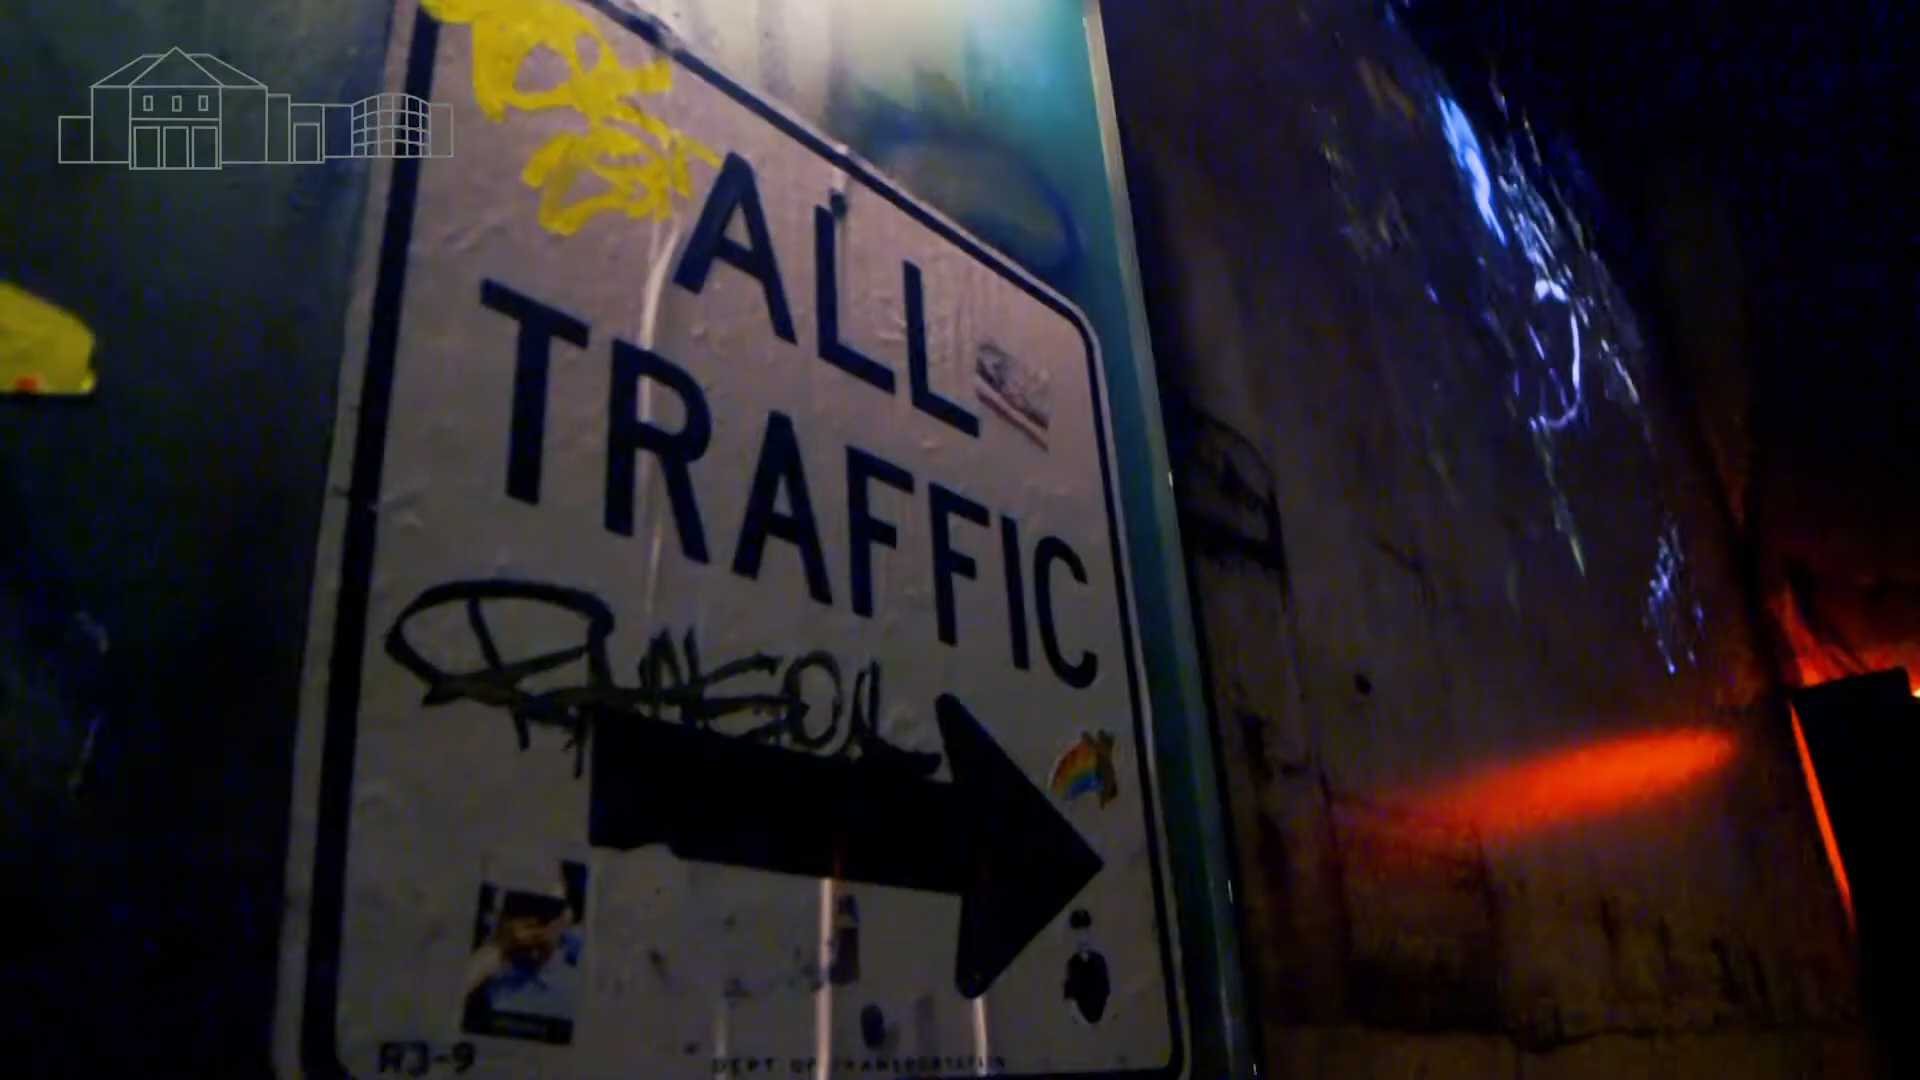 ALL
TRAFFIC
R3-9
DEPT OF TRANSPORTATION